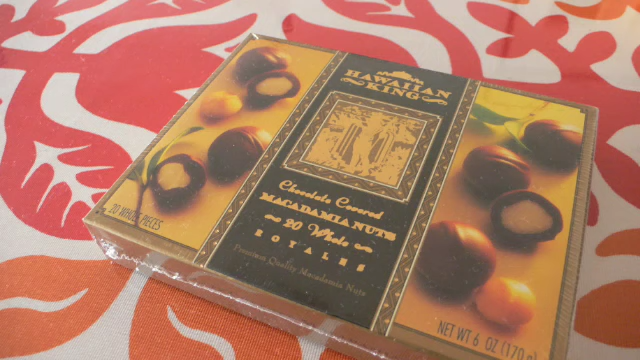 HAWAIIAN
KING
Chocolate Covered
MACADAMIA NUTS
20 Whole
ROYALES
Premium Quality Macadamia Nuts
20 WHOLE PIECES
NET WT 6 OZ (170 g)